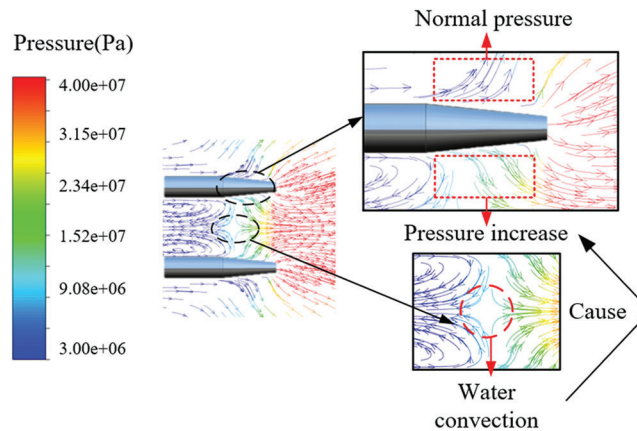 Normal pressure
Pressure(Pa)
4.00e+07
3.15e+07
2.34e+07
1.52e+07
9.08e+06
3.00e+06
Pressure increase
Cause
Water
convection